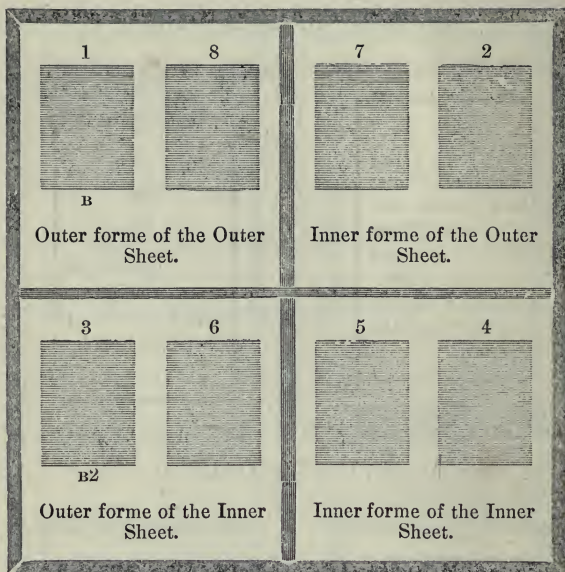 1 8
B
Outer forme of the Outer
Sheet.
7 2
Inner forme of the Outer
Sheet.
3 6
B2
Outer forme of the Inner
Sheet.
5 4
Inner forme of the Inner
Sheet.